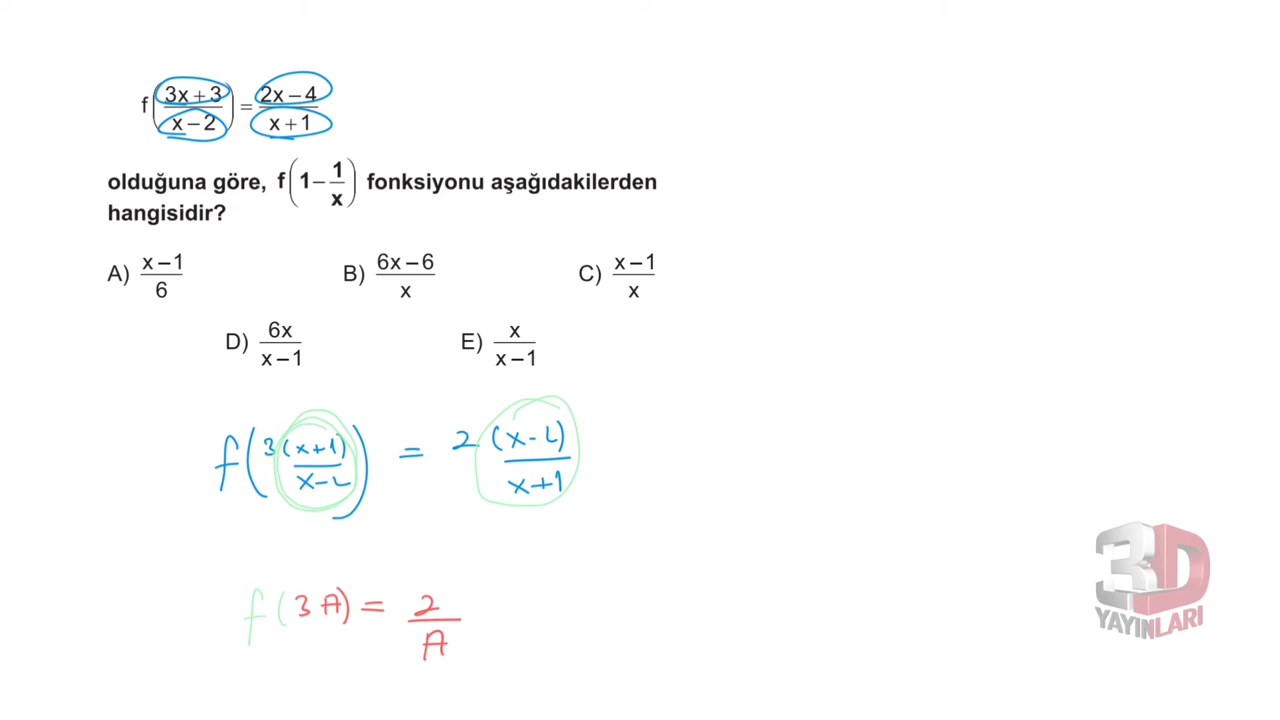 f(3x + 3 / x – 2) = 2x – 4 / x + 1
olduğuna göre, f(1 – 1/x) fonksiyonu aşağıdakilerden
hangisidir?
A) x – 1 / 6 B) 6x – 6 / x C) x – 1 / x
D) 6x / x – 1 E) x / x – 1
f(3 (x+1) / x-2) = 2 (x-2) / x+1
f(3A) = 2 / A
3D
YAYINLARI